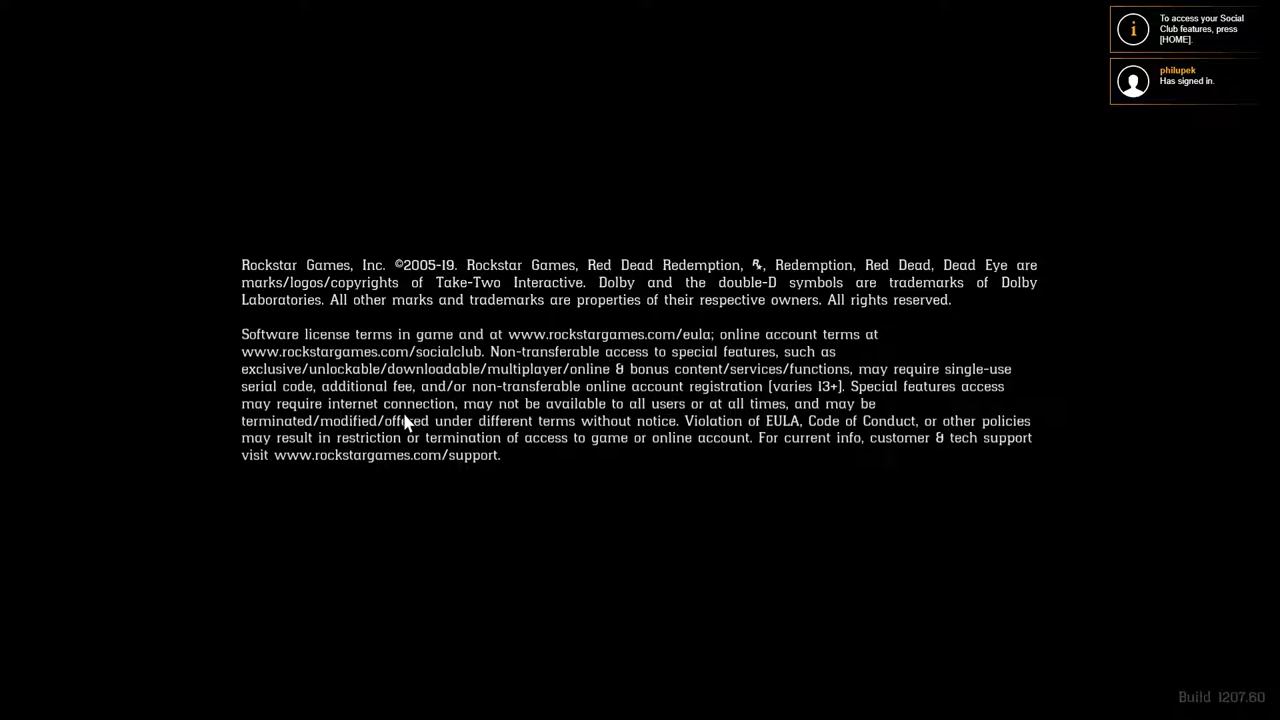 To access your Social
Club features, press
[HOME].
philupek
Has signed in.
Rockstar Games, Inc. ©2005-19. Rockstar Games, Red Dead Redemption, R★, Redemption, Red Dead, Dead Eye are
marks/logos/copyrights of Take-Two Interactive. Dolby and the double-D symbols are trademarks of Dolby
Laboratories. All other marks and trademarks are properties of their respective owners. All rights reserved.
Software license terms in game and at www.rockstargames.com/eula; online account terms at
www.rockstargames.com/socialclub. Non-transferable access to special features, such as
exclusive/unlockable/downloadable/multiplayer/online & bonus content/services/functions, may require single-use
serial code, additional fee, and/or non-transferable online account registration [varies 13+]. Special features access
may require internet connection, may not be available to all users or at all times, and may be
terminated/modified/offered under different terms without notice. Violation of EULA, Code of Conduct, or other policies
may result in restriction or termination of access to game or online account. For current info, customer & tech support
visit www.rockstargames.com/support.
Build 1207.60